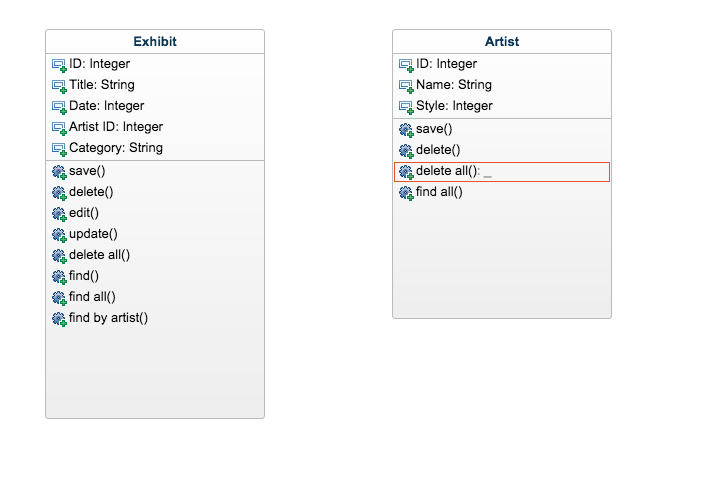 Exhibit
ID: Integer
Title: String
Date: Integer
Artist ID: Integer
Category: String
save()
delete()
edit()
update()
delete all()
find()
find all()
find by artist()
Artist
ID: Integer
Name: String
Style: Integer
save()
delete()
delete all(): _
find all()